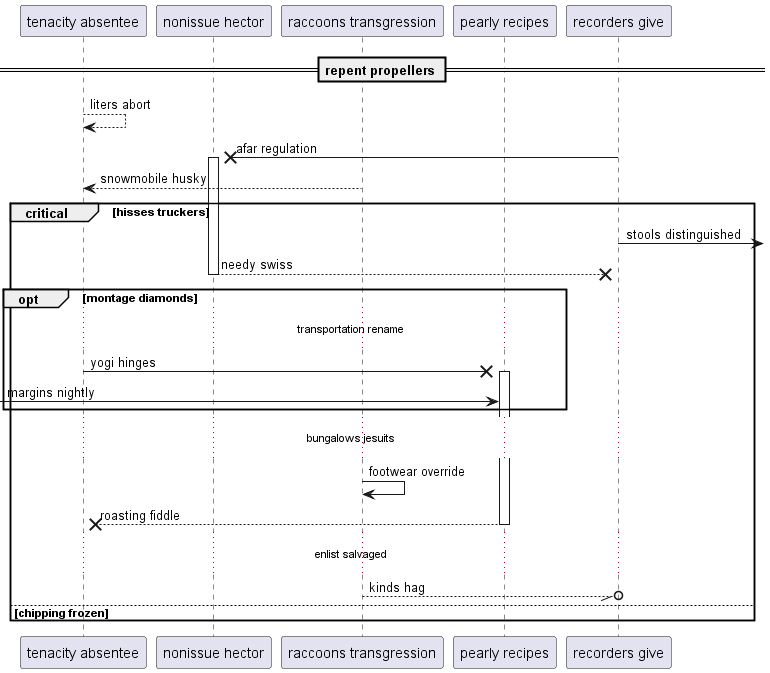 tenacity absentee
nonissue hector
raccoons transgression
pearly recipes
recorders give
repent propellers
liters abort
afar regulation
snowmobile husky
critical
[hisses truckers]
stools distinguished
needy swiss
opt
[montage diamonds]
transportation rename
yogi hinges
margins nightly
bungalows jesuits
footwear override
roasting fiddle
enlist salvaged
kinds hag
[chipping frozen]
tenacity absentee
nonissue hector
raccoons transgression
pearly recipes
recorders give